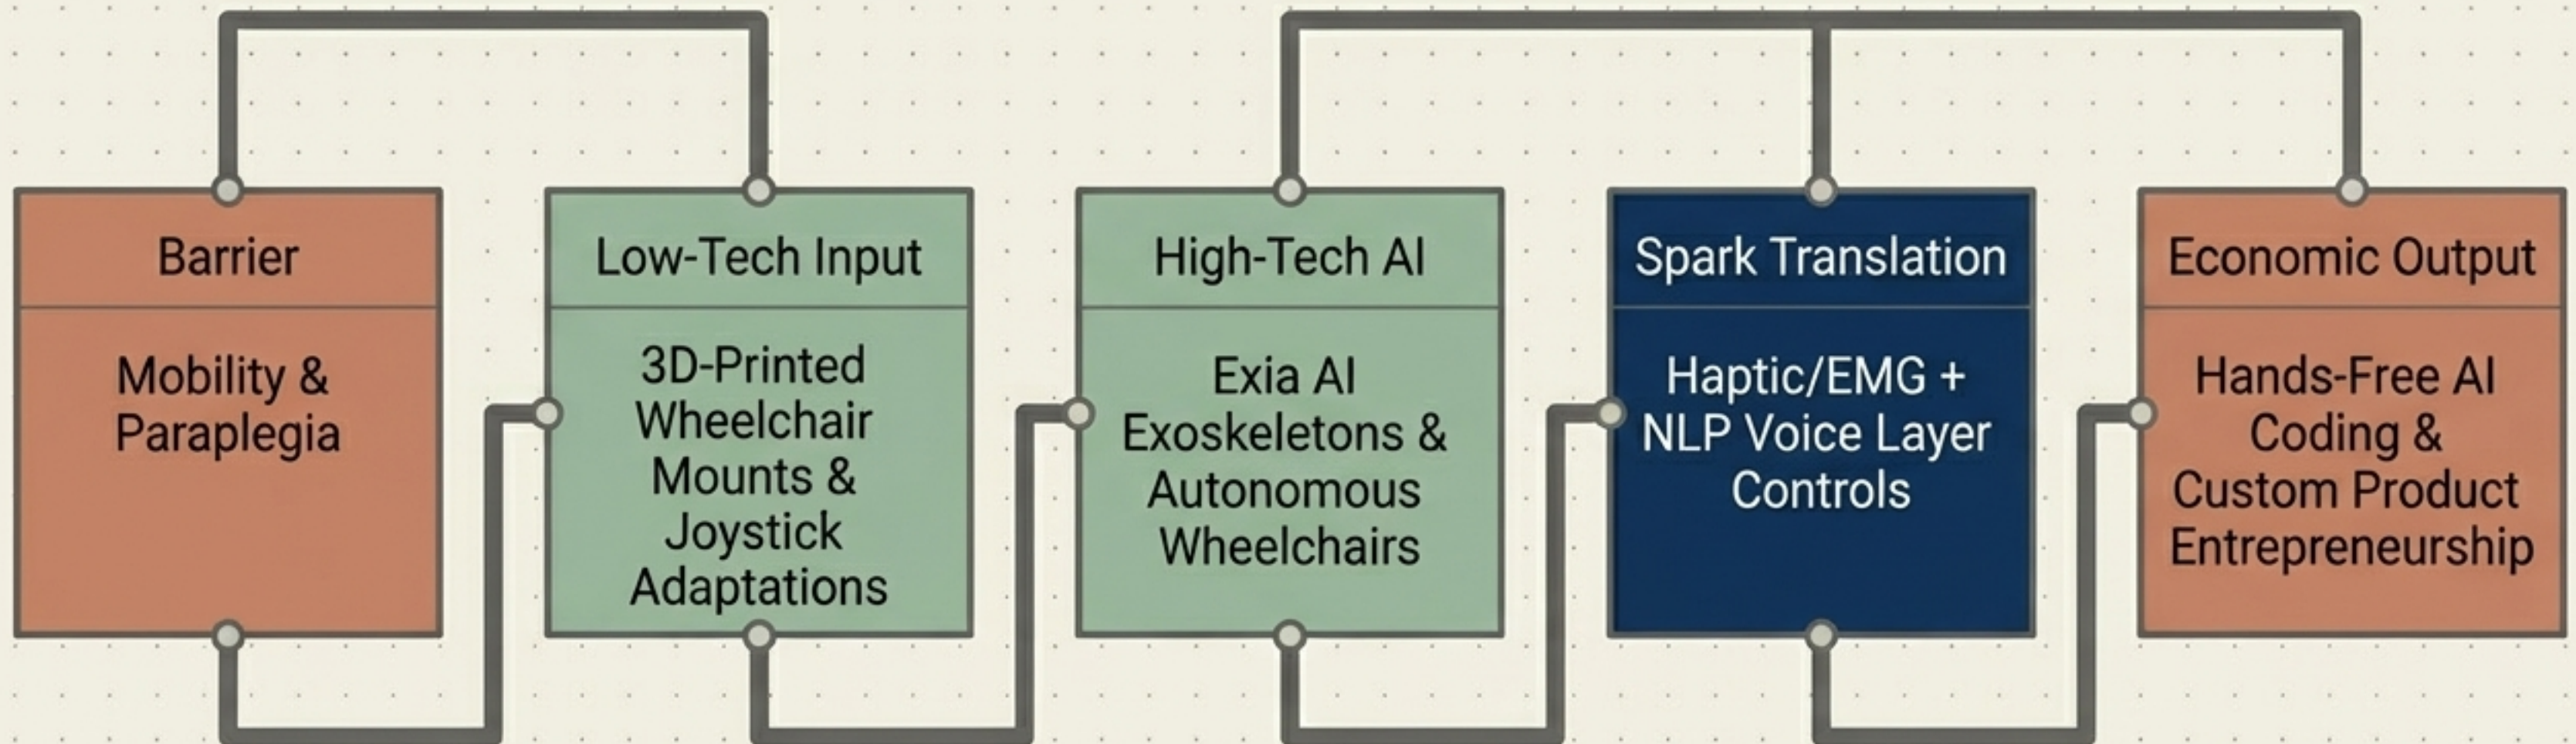 Barrier
Mobility &
Paraplegia
Low-Tech Input
3D-Printed
Wheelchair
Mounts &
Joystick
Adaptations
High-Tech AI
Exia AI
Exoskeletons &
Autonomous
Wheelchairs
Spark Translation
Haptic/EMG +
NLP Voice Layer
Controls
Economic Output
Hands-Free AI
Coding &
Custom Product
Entrepreneurship